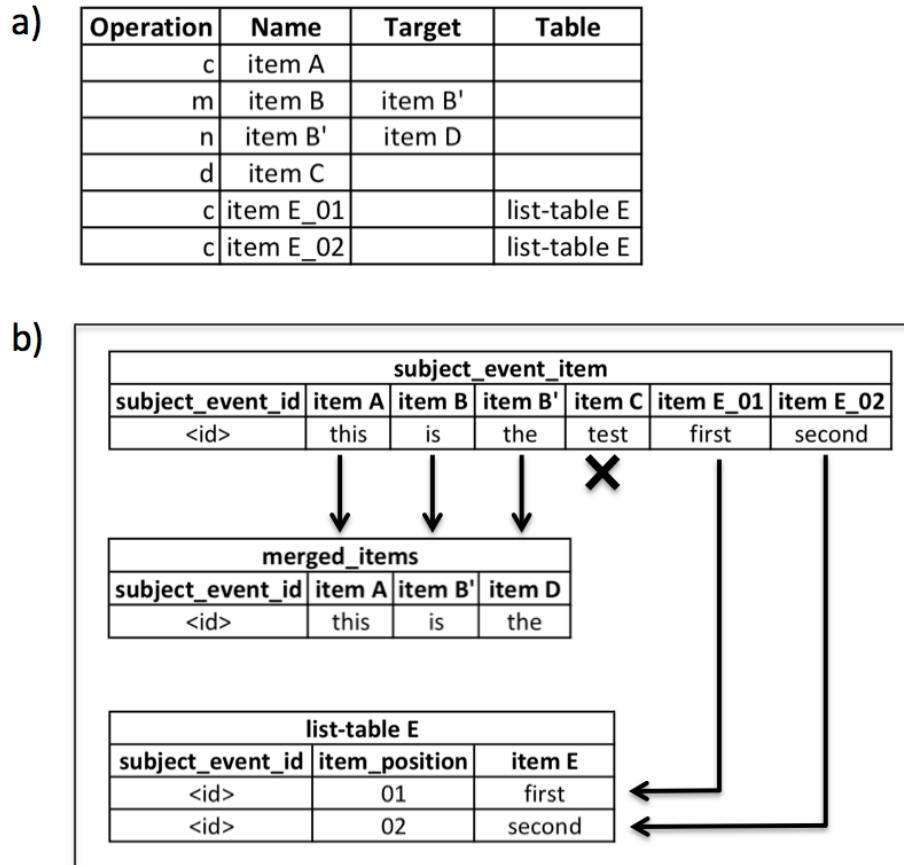 a)
Operation Name Target Table
c item A
m item B item B'
n item B' item D
d item C
c item E_01 list-table E
c item E_02 list-table E
b)
subject_event_item
subject_event_id item A item B item B' item C item E_01 item E_02
<id> this is the test first second
merged_items
subject_event_id item A item B' item D
<id> this is the
list-table E
subject_event_id item_position item E
<id> 01 first
<id> 02 second